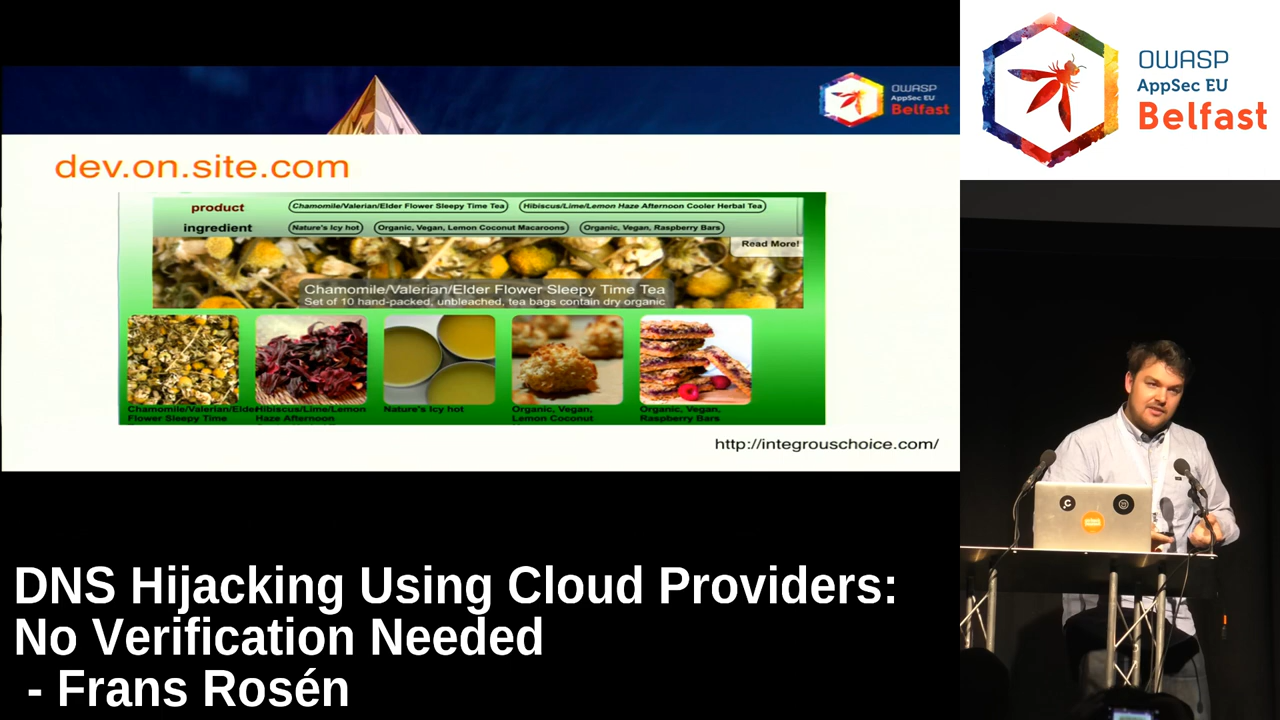 OWASP
AppSec EU
Belfast
OWASP
AppSec EU
Belfast
dev.on.site.com
product
Chamomile/Valerian/Elder Flower Sleepy Time Tea
Hibiscus/Lime/Lemon Haze Afternoon Cooler Herbal Tea
ingredient
Nature's Icy hot
Organic, Vegan, Lemon Coconut Macaroons
Organic, Vegan, Raspberry Bars
Read More!
Chamomile/Valerian/Elder Flower Sleepy Time Tea
Set of 10 hand-packed, unbleached, tea bags contain dry organic
Chamomile/Valerian/Elder
Flower Sleepy Time
Hibiscus/Lime/Lemon
Haze Afternoon
Nature's Icy hot
Organic, Vegan,
Lemon Coconut
Organic, Vegan,
Raspberry Bars
http://integrouschoice.com/
DNS Hijacking Using Cloud Providers:
No Verification Needed
- Frans Rosén